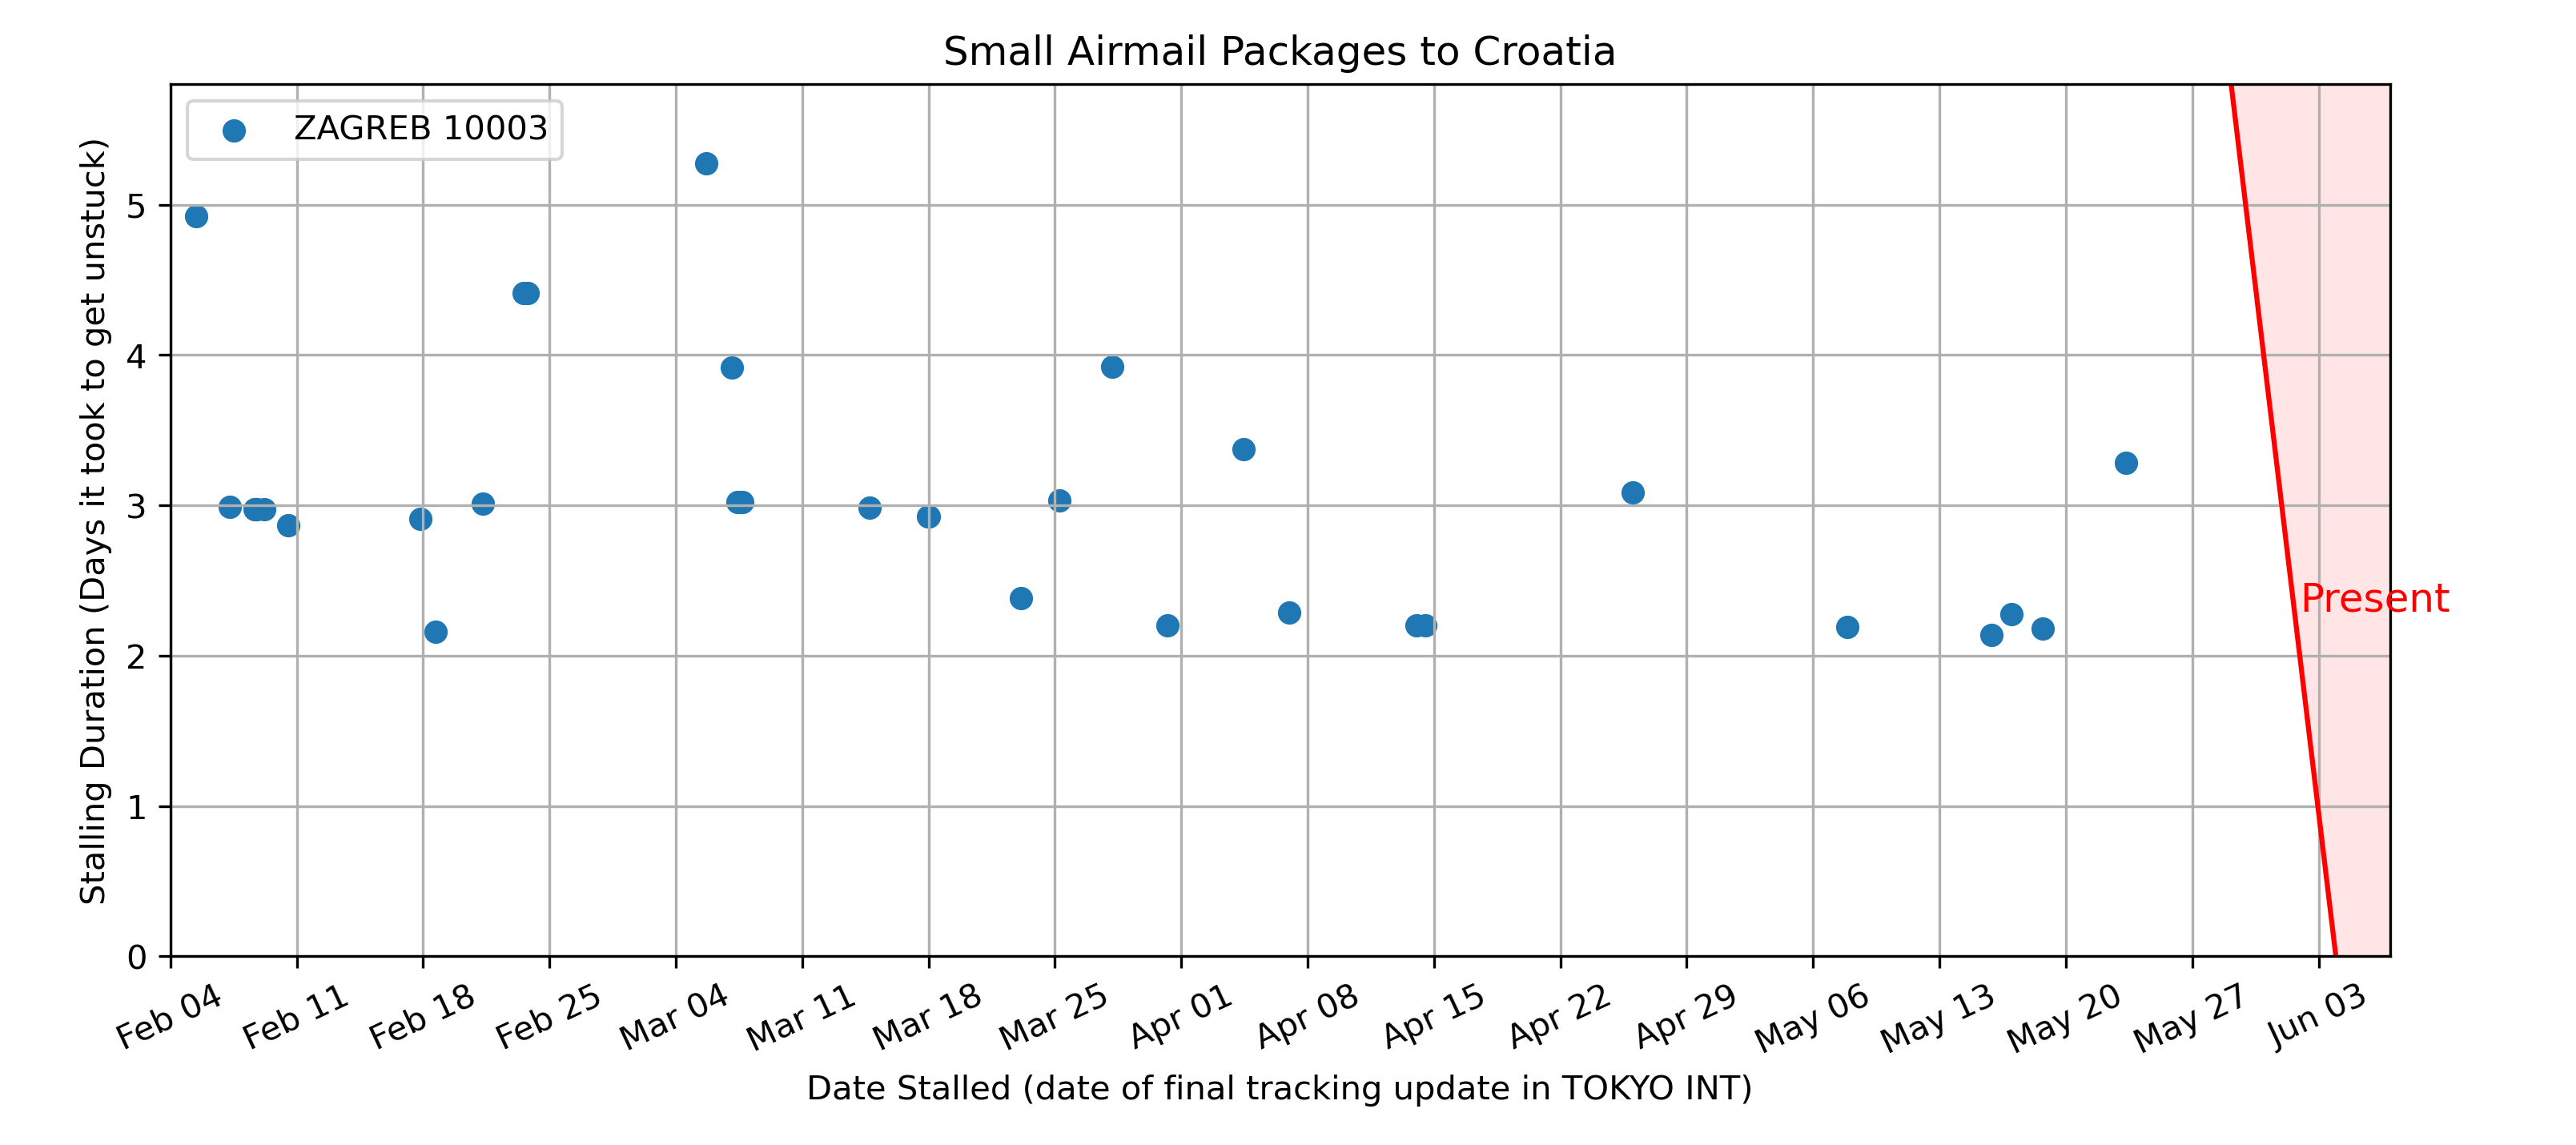 Small Airmail Packages to Croatia
ZAGREB 10003
Stalling Duration (Days it took to get unstuck)
5
4
3
2
1
0
Present
Feb 04
Feb 11
Feb 18
Feb 25
Mar 04
Mar 11
Mar 18
Mar 25
Apr 01
Apr 08
Apr 15
Apr 22
Apr 29
May 06
May 13
May 20
May 27
Jun 03
Date Stalled (date of final tracking update in TOKYO INT)